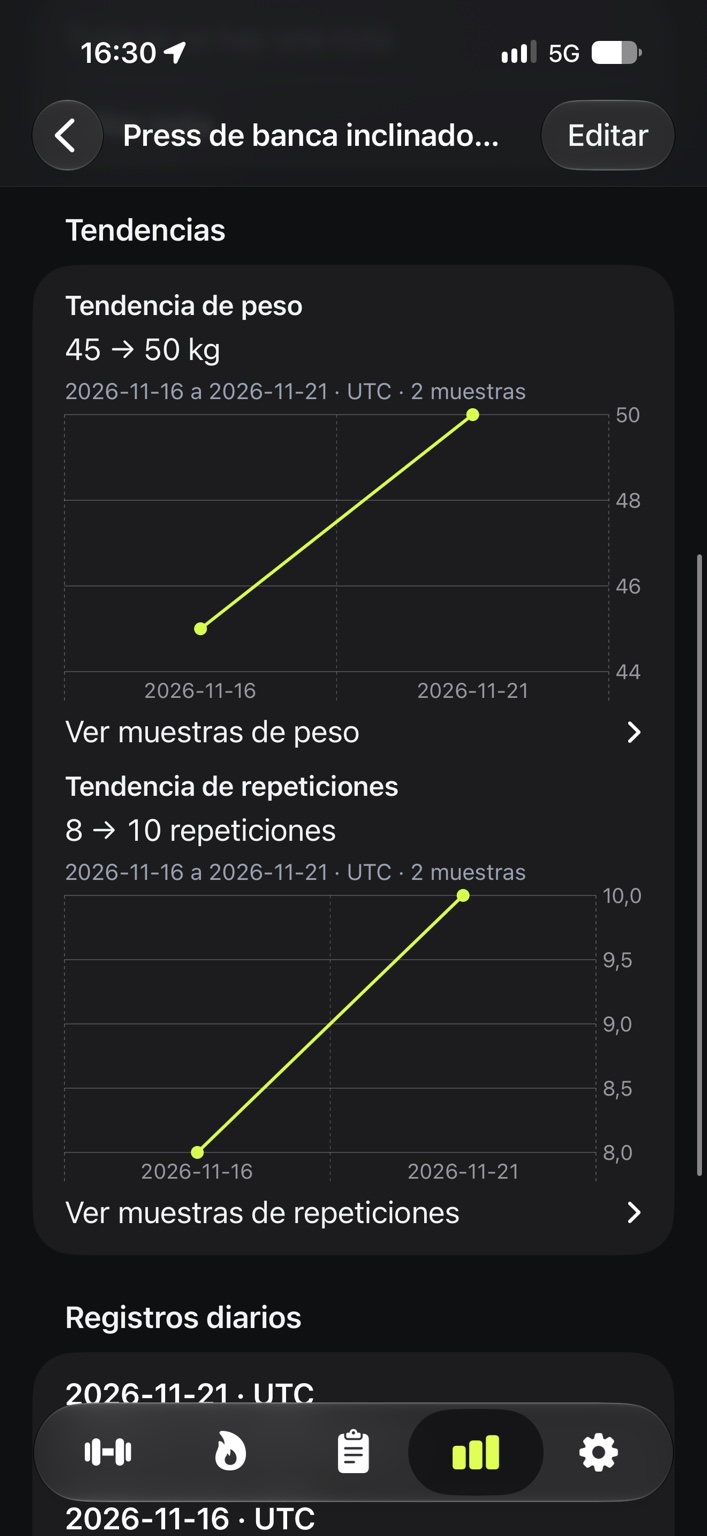 16:30
5G
Press de banca inclinado...
Editar
Tendencias
Tendencia de peso
45 → 50 kg
2026-11-16 a 2026-11-21 · UTC · 2 muestras
50
48
46
44
2026-11-16
2026-11-21
Ver muestras de peso
Tendencia de repeticiones
8 → 10 repeticiones
2026-11-16 a 2026-11-21 · UTC · 2 muestras
10,0
9,5
9,0
8,5
8,0
2026-11-16
2026-11-21
Ver muestras de repeticiones
Registros diarios
2026-11-21 · UTC
2026-11-16 · UTC